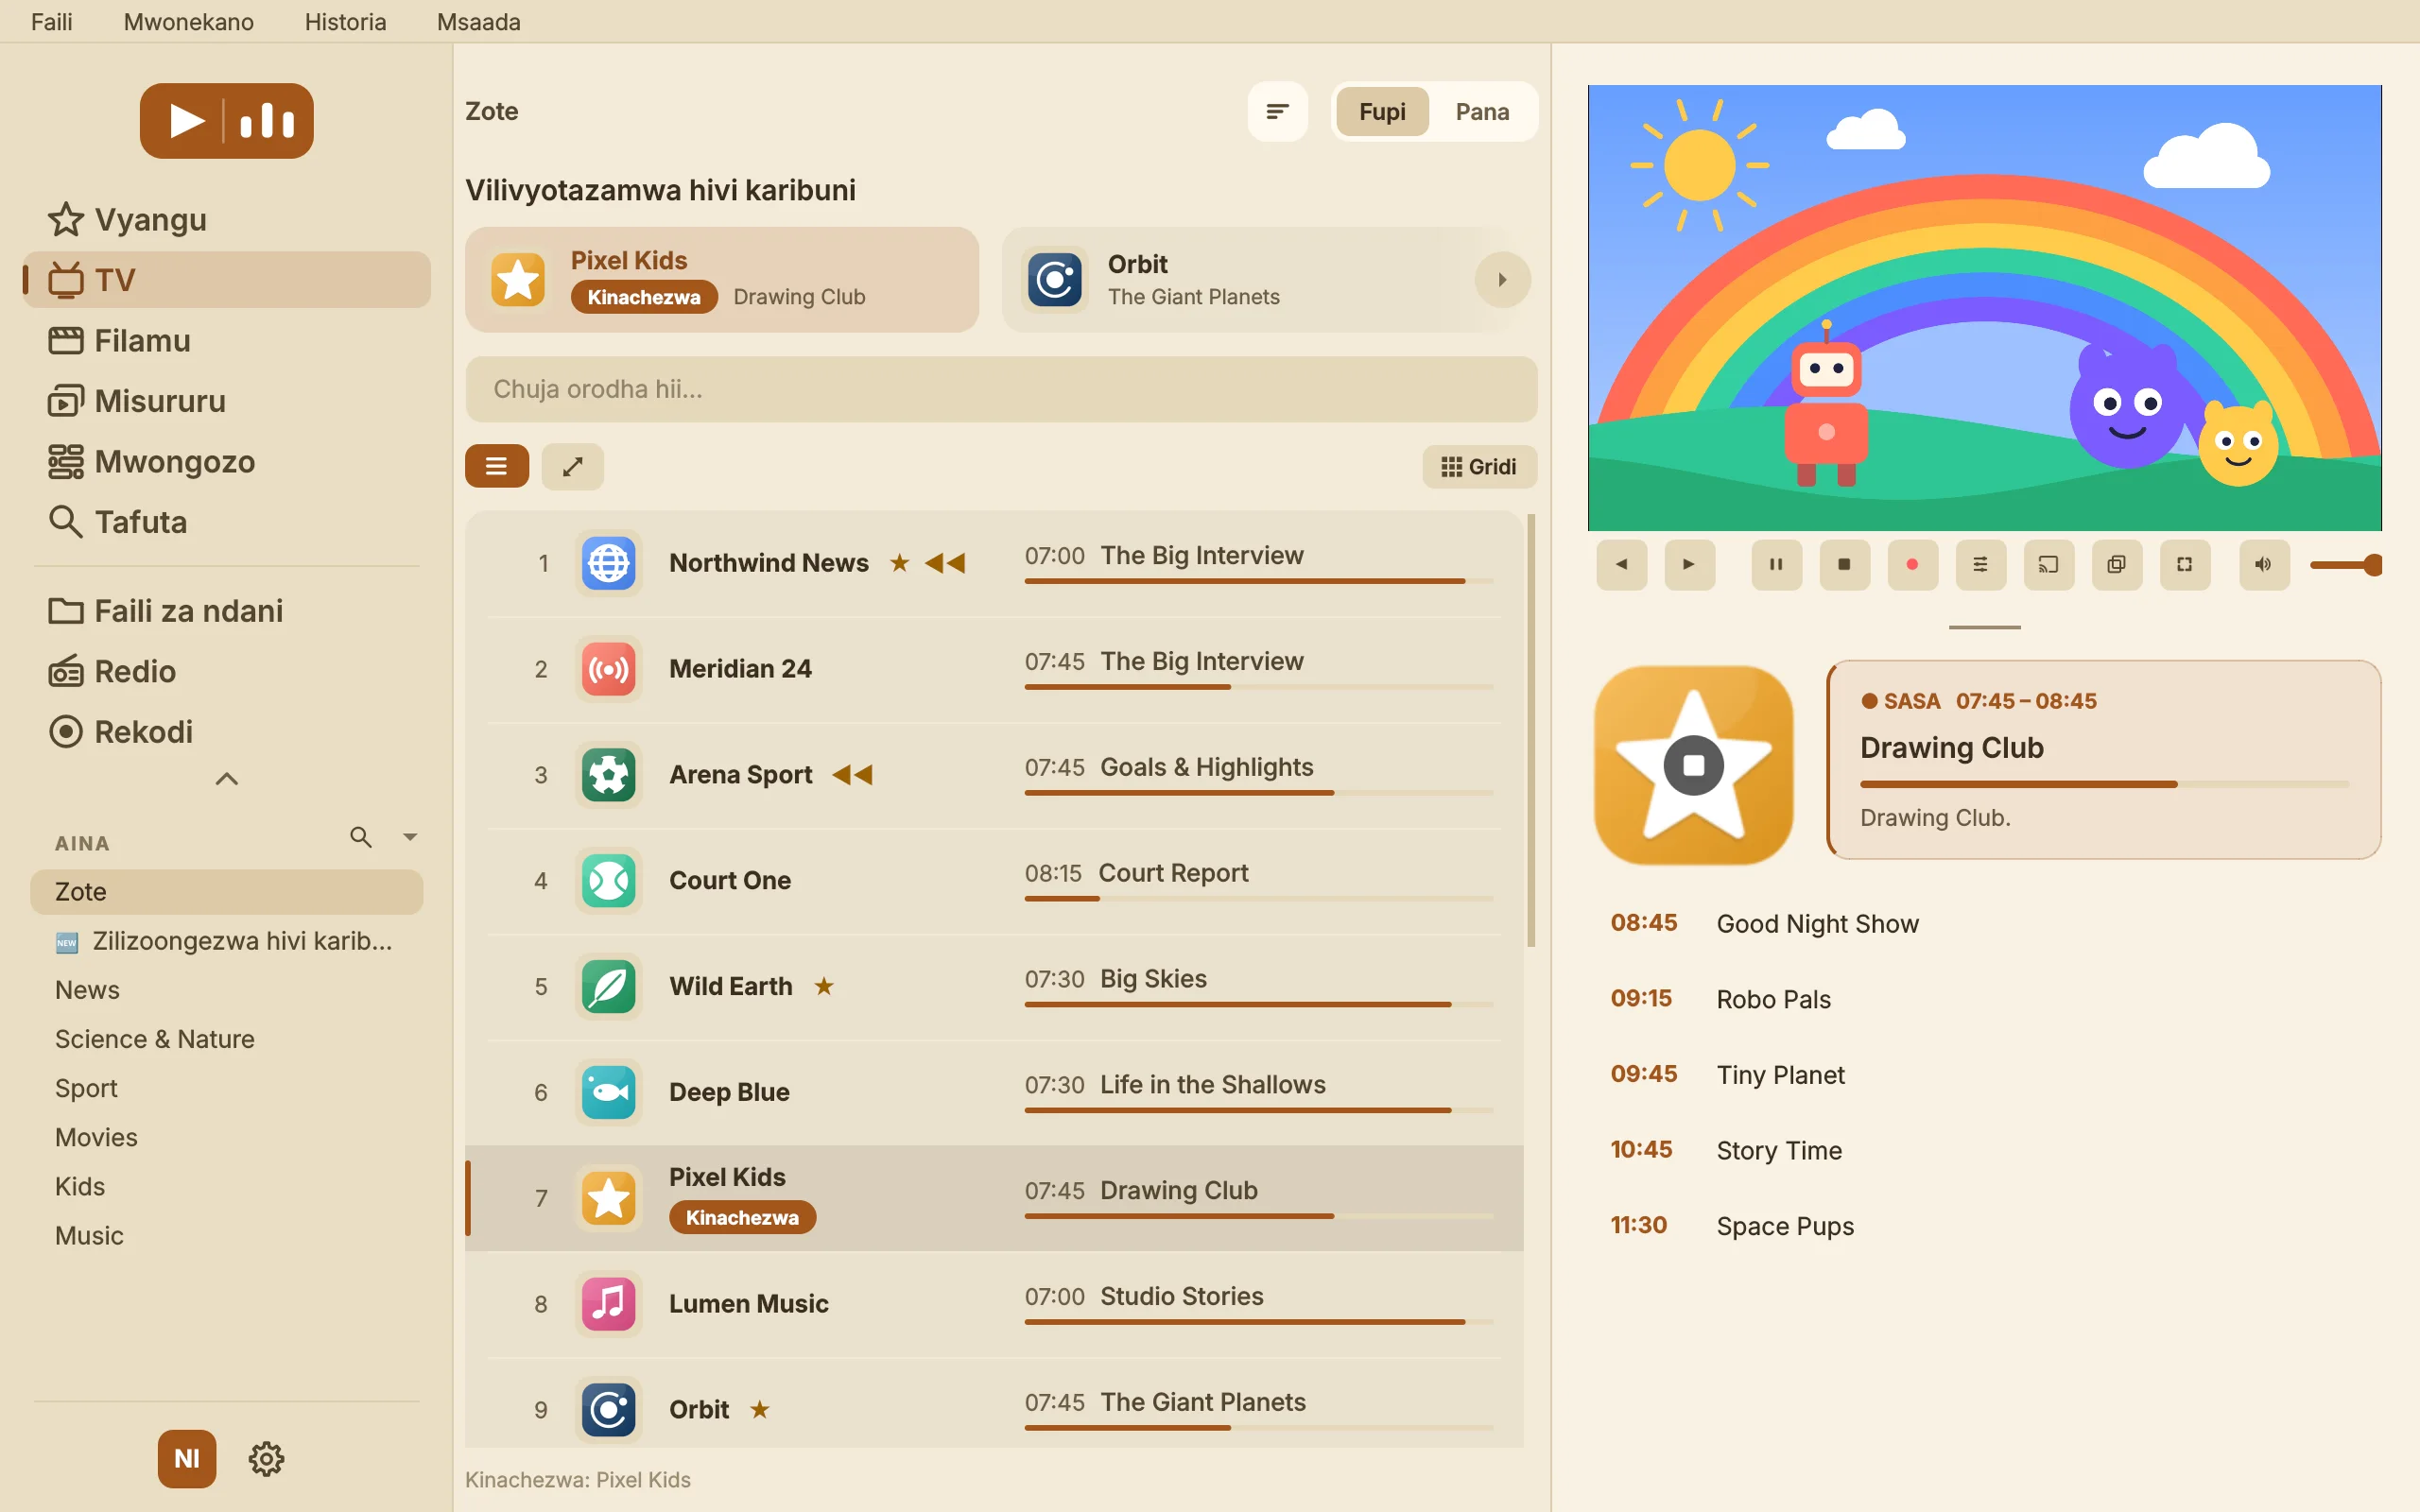 Faili Mwonekano Historia Msaada
Vyangu
TV
Filamu
Misururu
Mwongozo
Tafuta
Faili za ndani
Redio
Rekodi
AINA
Zote
NEW Zilizoongezwa hivi karib...
News
Science & Nature
Sport
Movies
Kids
Music
NI
Zote
Fupi Pana
Vilivyotazamwa hivi karibuni
Pixel Kids
Kinachezwa Drawing Club
Orbit
The Giant Planets
Chuja orodha hii...
Gridi
1 Northwind News 07:00 The Big Interview
2 Meridian 24 07:45 The Big Interview
3 Arena Sport 07:45 Goals & Highlights
4 Court One 08:15 Court Report
5 Wild Earth 07:30 Big Skies
6 Deep Blue 07:30 Life in the Shallows
7 Pixel Kids 07:45 Drawing Club
Kinachezwa
8 Lumen Music 07:00 Studio Stories
9 Orbit 07:45 The Giant Planets
Kinachezwa: Pixel Kids
SASA 07:45 – 08:45
Drawing Club
Drawing Club.
08:45 Good Night Show
09:15 Robo Pals
09:45 Tiny Planet
10:45 Story Time
11:30 Space Pups